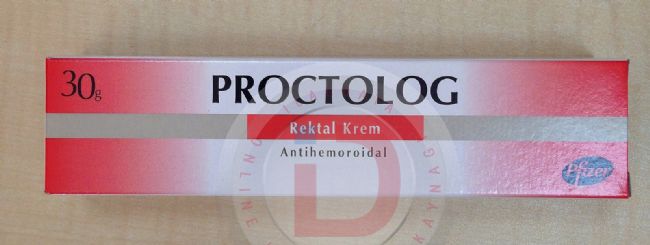 30g
PROCTOLOG
Rektal Krem
Antihemoroidal
Pfizer